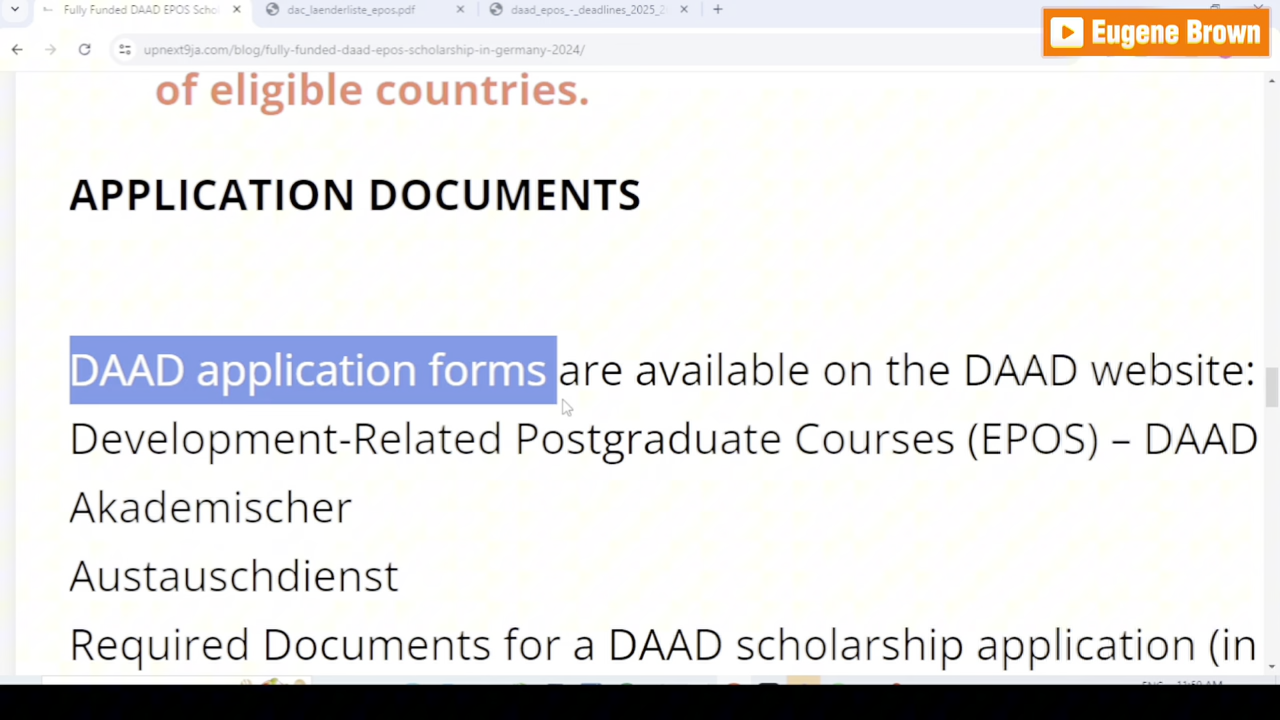 Fully Funded DAAD EPOS Schol
dac_laenderliste_epos.pdf
daad_epos_-_deadlines_2025_2
Eugene Brown
upnext9ja.com/blog/fully-funded-daad-epos-scholarship-in-germany-2024/
of eligible countries.
APPLICATION DOCUMENTS
DAAD application forms are available on the DAAD website:
Development-Related Postgraduate Courses (EPOS) – DAAD
Akademischer
Austauschdienst
Required Documents for a DAAD scholarship application (in